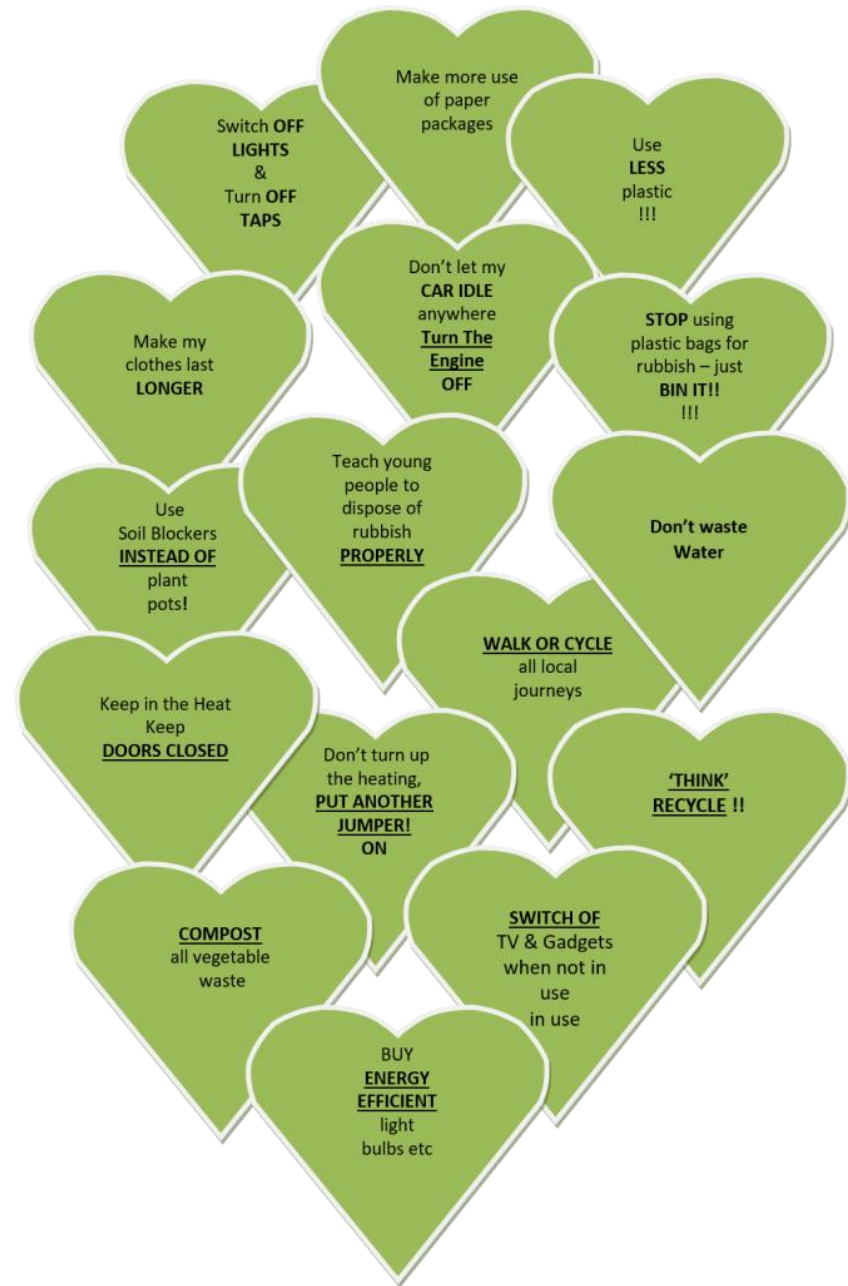 Make more use
of paper
packages
Switch OFF
LIGHTS
&
Turn OFF
TAPS
Use
LESS
plastic
!!!
Don't let my
CAR IDLE
anywhere
Turn The
Engine
OFF
Make my
clothes last
LONGER
STOP using
plastic bags for
rubbish – just
BIN IT!!
!!!
Teach young
people to
dispose of
rubbish
PROPERLY
Use
Soil Blockers
INSTEAD OF
plant
pots!
Don't waste
Water
WALK OR CYCLE
all local
journeys
Keep in the Heat
Keep
DOORS CLOSED
Don't turn up
the heating,
PUT ANOTHER
JUMPER!
ON
'THINK'
RECYCLE !!
COMPOST
all vegetable
waste
SWITCH OF
TV & Gadgets
when not in
use
in use
BUY
ENERGY
EFFICIENT
light
bulbs etc